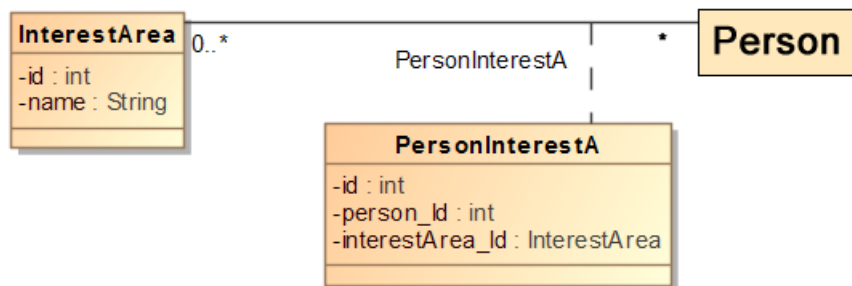 InterestArea
-id : int
-name : String
0..*
PersonInterestA
*
Person
PersonInterestA
-id : int
-person_Id : int
-interestArea_Id : InterestArea